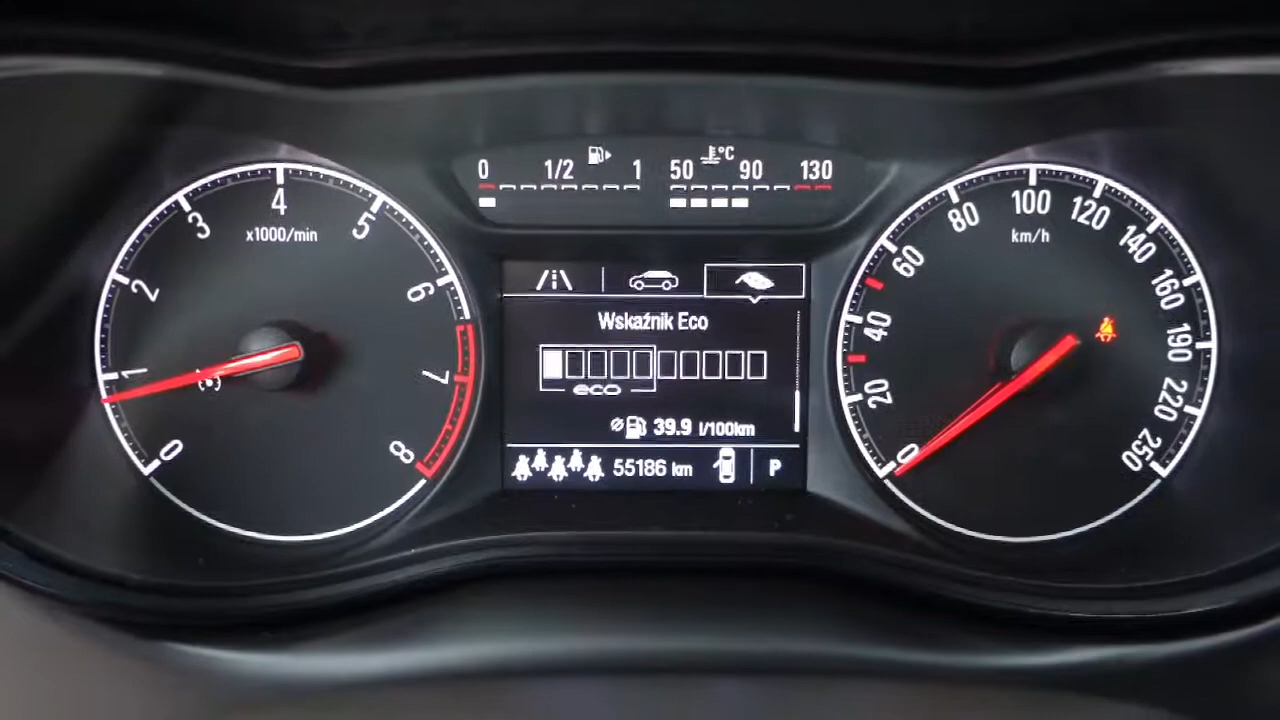 0 1/2 1 50 90 130
°C
0 1 2 3 4 5 6 7 8
x1000/min
Wskaźnik Eco
eco
ø 39.9 l/100km
55186 km P
0 20 40 60 80 100 120 140 160 190 220 250
km/h